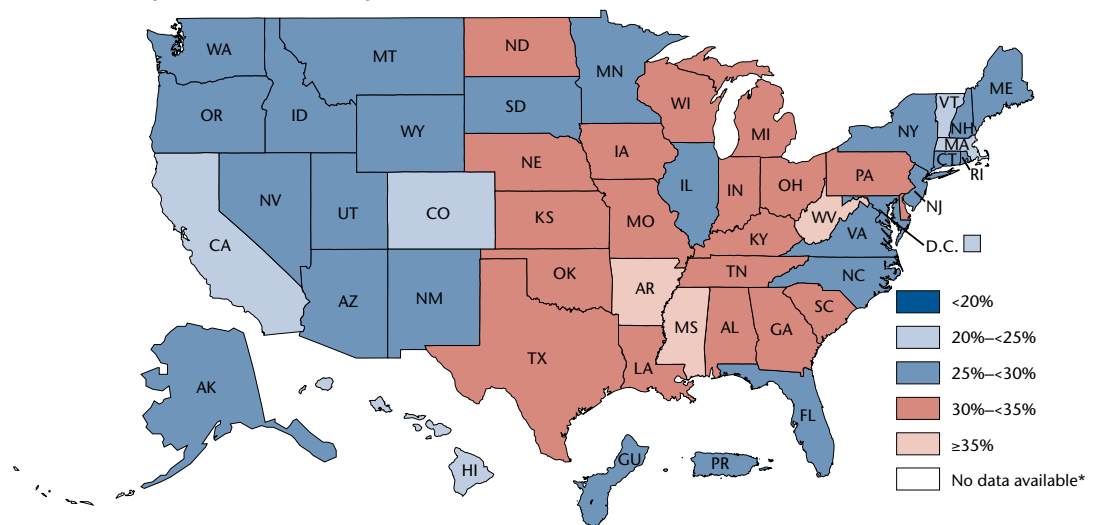 WA
MT
ND
MN
ME
VT
NH
OR
ID
SD
WI
NY
MA
WY
MI
CT
RI
IA
NE
PA
NV
IL
IN
OH
NJ
UT
CO
KS
MO
WV
VA
CA
KY
D.C.
OK
TN
NC
AZ
NM
AR
<20%
MS
AL
GA
SC
20%–<25%
TX
LA
25%–<30%
AK
30%–<35%
FL
≥35%
HI
GU
PR
No data available*